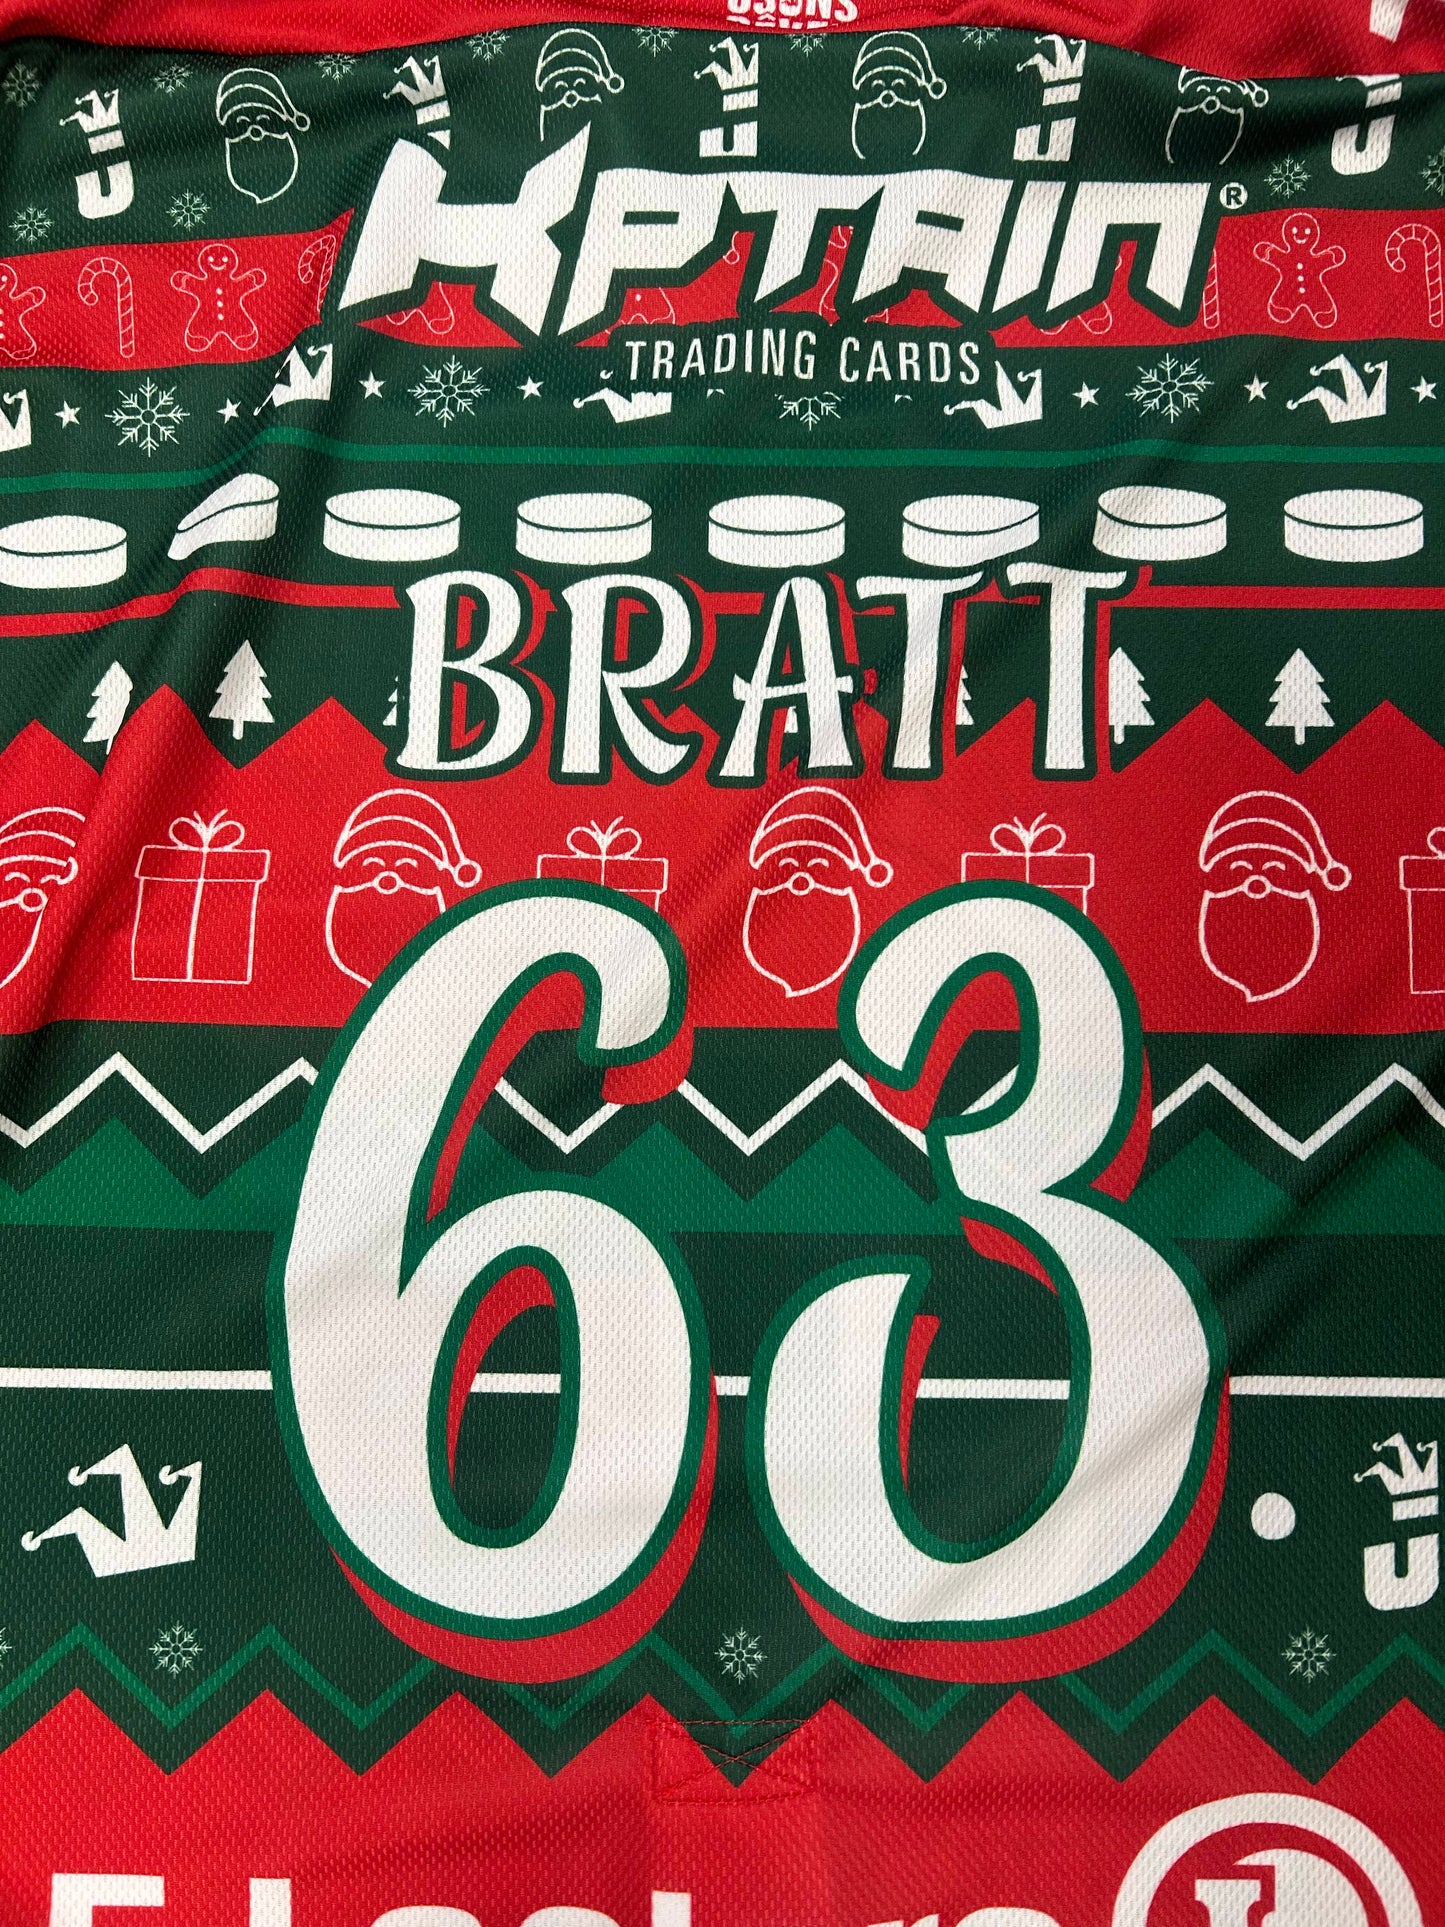 KPTAIN®
TRADING CARDS
BRATT
63